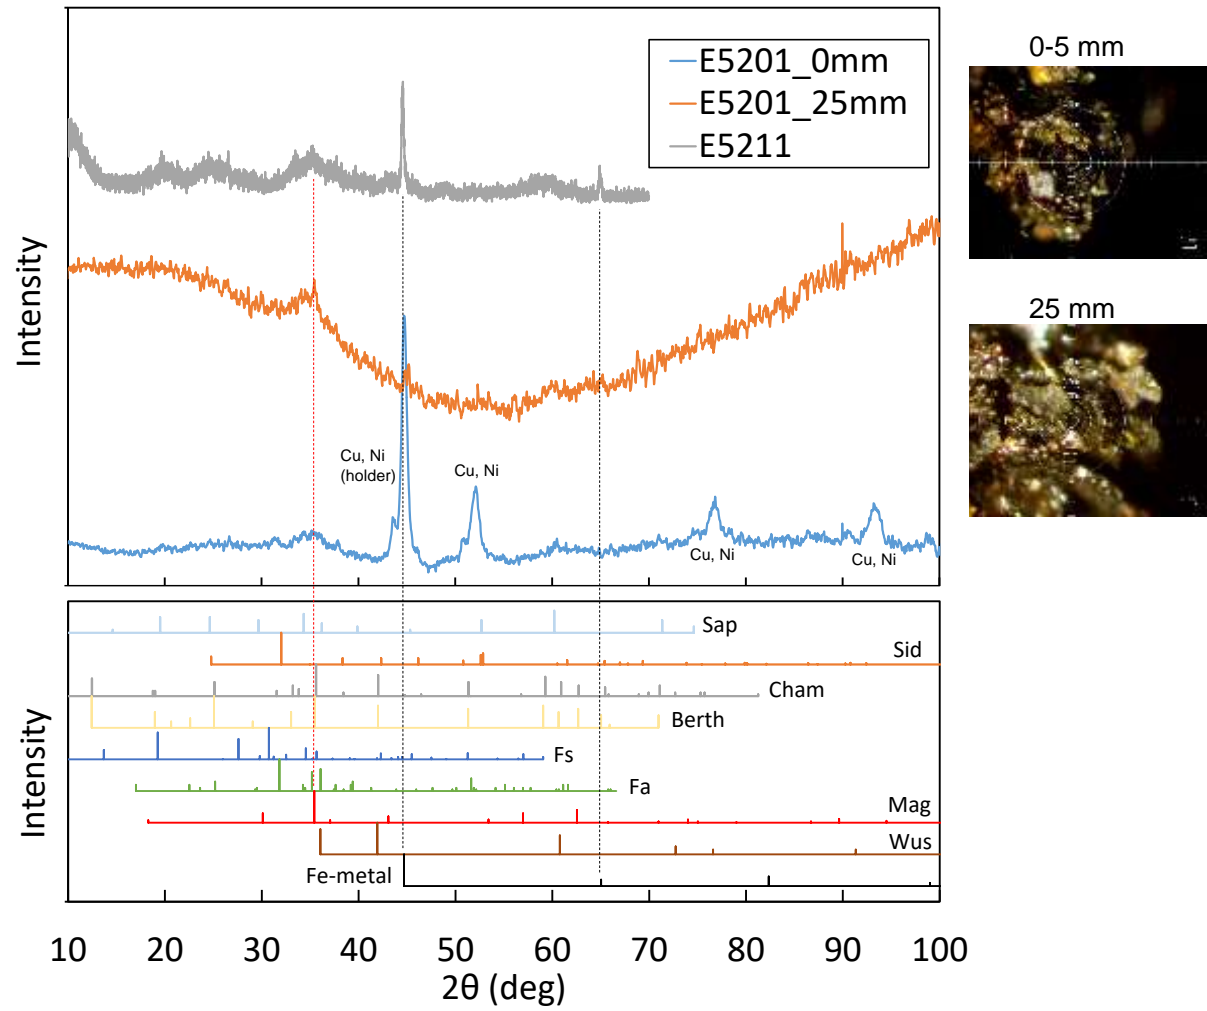 E5201_0mm
E5201_25mm
E5211
0-5 mm
25 mm
Intensity
Cu, Ni
(holder)
Cu, Ni
Cu, Ni
Cu, Ni
Sap
Sid
Cham
Berth
Fs
Fa
Mag
Wus
Fe-metal
Intensity
10 20 30 40 50 60 70 80 90 100
2θ (deg)